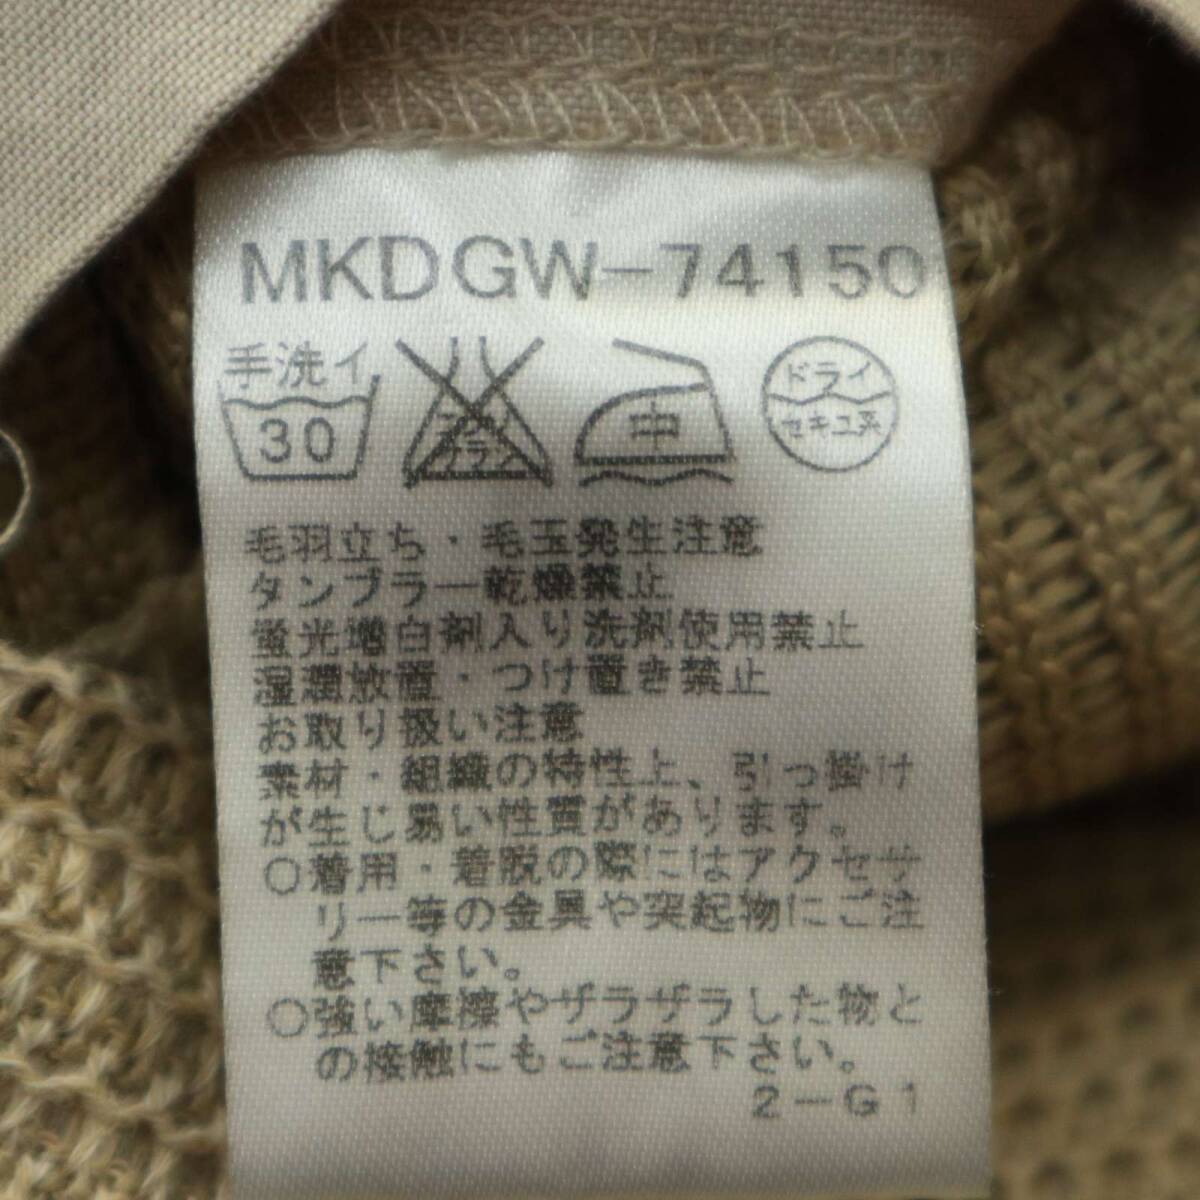 MKDGW-74150
手洗イ
30
エンソ
サラシ
中
ドライ
セキユ系
毛羽立ち・毛玉発生注意
タンブラー乾燥禁止
蛍光増白剤入り洗剤使用禁止
湿潤放置・つけ置き禁止
お取り扱い注意
素材・組織の特性上、引っ掛け
が生じ易い性質があります。
○着用・着脱の際にはアクセサ
リー等の金具や突起物にご注
意下さい。
○強い摩擦やザラザラした物と
の接触にもご注意下さい。
2-G1